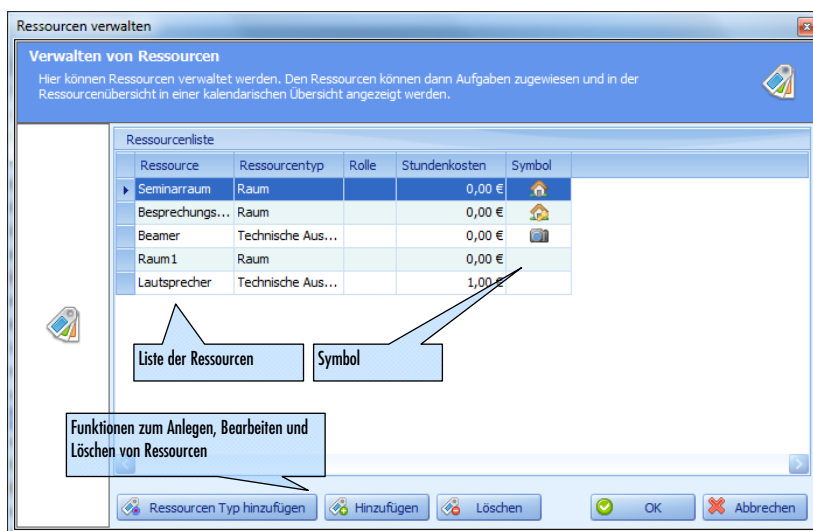 Ressourcen verwalten
Verwalten von Ressourcen
Hier können Ressourcen verwaltet werden. Den Ressourcen können dann Aufgaben zugewiesen und in der
Ressourcenübersicht in einer kalendarischen Übersicht angezeigt werden.
Ressourcenliste
Ressource Ressourcentyp Rolle Stundenkosten Symbol
Seminarraum Raum 0,00 €
Besprechungs... Raum 0,00 €
Beamer Technische Aus... 0,00 €
Raum1 Raum 0,00 €
Lautsprecher Technische Aus... 1,00 €
Liste der Ressourcen
Symbol
Funktionen zum Anlegen, Bearbeiten und
Löschen von Ressourcen
Ressourcen Typ hinzufügen Hinzufügen Löschen OK Abbrechen